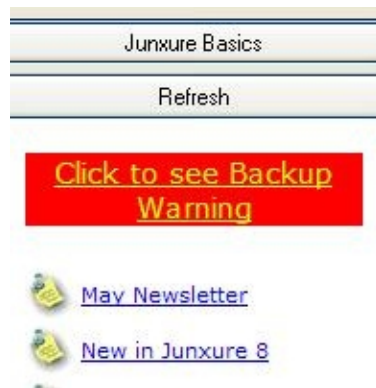 Junxure Basics
Refresh
Click to see Backup
Warning
May Newsletter
New in Junxure 8